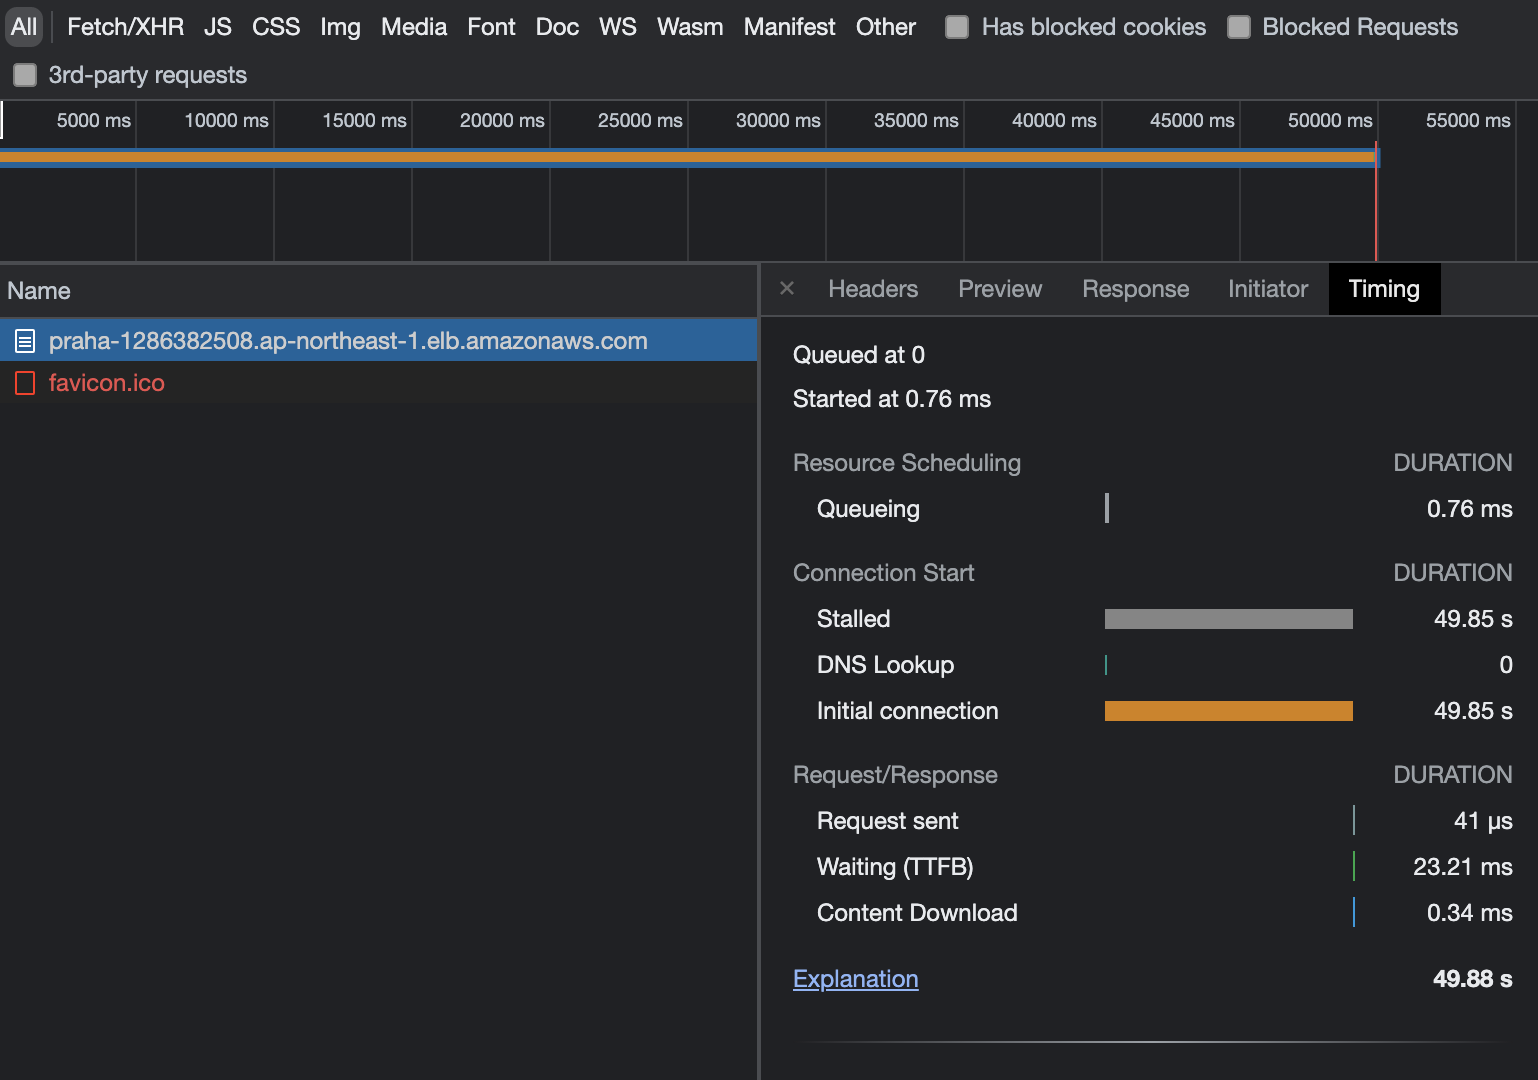 All Fetch/XHR JS CSS Img Media Font Doc WS Wasm Manifest Other Has blocked cookies Blocked Requests
3rd-party requests
5000 ms 10000 ms 15000 ms 20000 ms 25000 ms 30000 ms 35000 ms 40000 ms 45000 ms 50000 ms 55000 ms
Name
praha-1286382508.ap-northeast-1.elb.amazonaws.com
favicon.ico
× Headers Preview Response Initiator Timing
Queued at 0
Started at 0.76 ms
Resource Scheduling DURATION
Queueing 0.76 ms
Connection Start DURATION
Stalled 49.85 s
DNS Lookup 0
Initial connection 49.85 s
Request/Response DURATION
Request sent 41 µs
Waiting (TTFB) 23.21 ms
Content Download 0.34 ms
Explanation 49.88 s